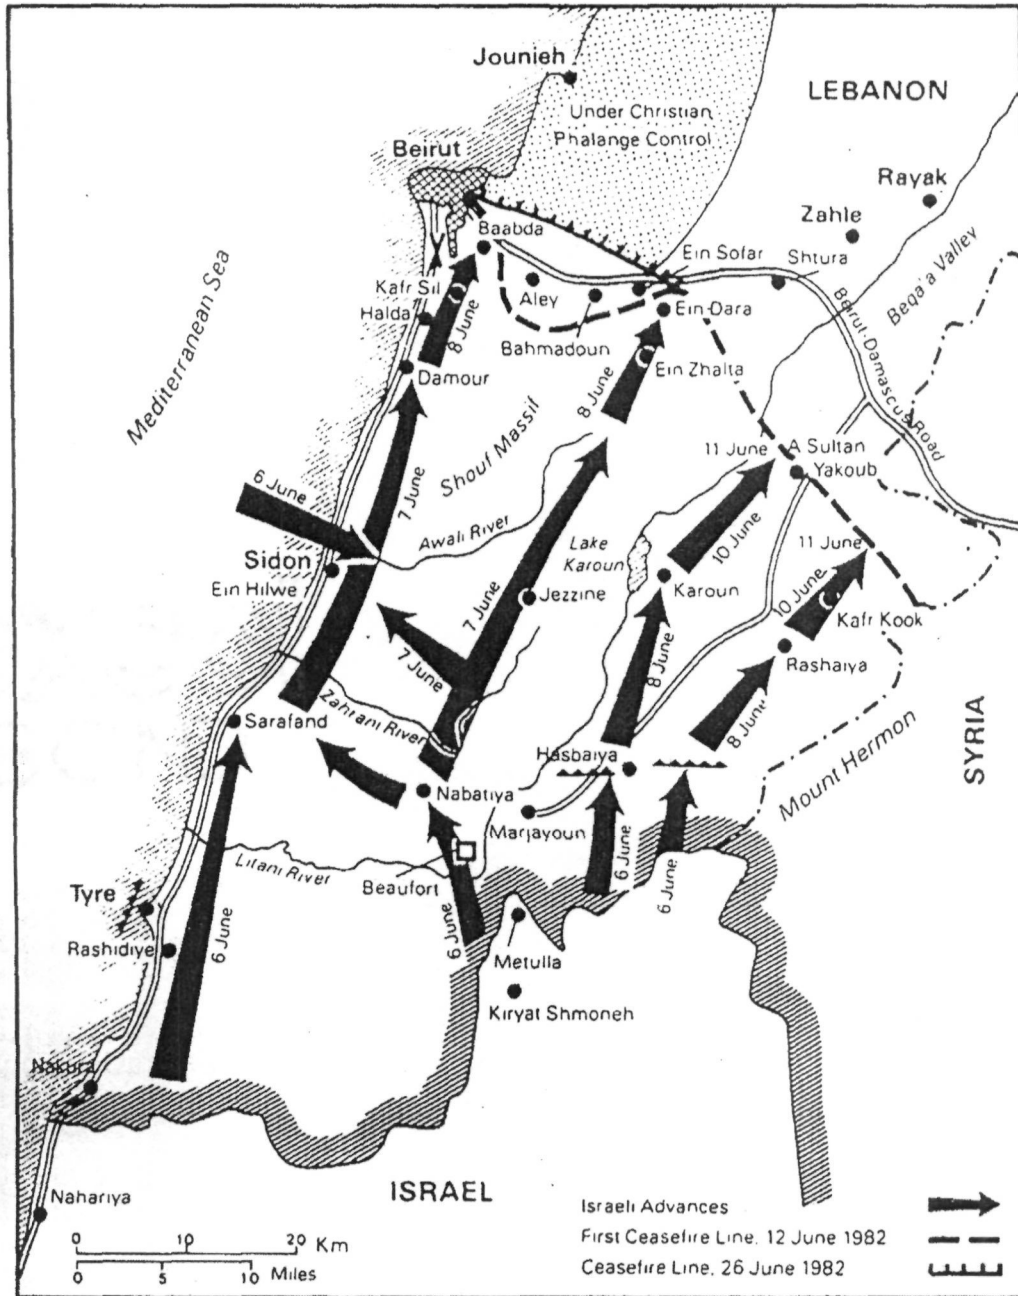 Jounieh
LEBANON
Under Christian
Phalange Control
Beirut
Rayak
Zahle
Baabda
Ein Sofar
Shtura
Beqa'a Valley
Mediterranean Sea
Kafr Sil
Aley
Halda
8 June
Bahmadoun
Ein-Dara
Ein Zhalta
Beirut-Damascus Road
Damour
8 June
Shouf Massif
11 June
A Sultan
Yakoub
6 June
7 June
Awali River
Lake
Karoun
10 June
11 June
Sidon
Ein Hilwe
Jezzine
7 June
Karoun
10 June
Kafr Kook
7 June
8 June
Rashaiya
Zahrani River
Sarafand
8 June
SYRIA
Hasbaiya
Mount Hermon
Nabatiya
Marjayoun
Litani River
Beaufort
6 June
6 June
Tyre
6 June
6 June
Rashidiye
Metulla
Kiryat Shmoneh
Nakura
ISRAEL
Nahariya
0 10 20 Km
0 5 10 Miles
Israeli Advances
First Ceasefire Line, 12 June 1982
Ceasefire Line, 26 June 1982